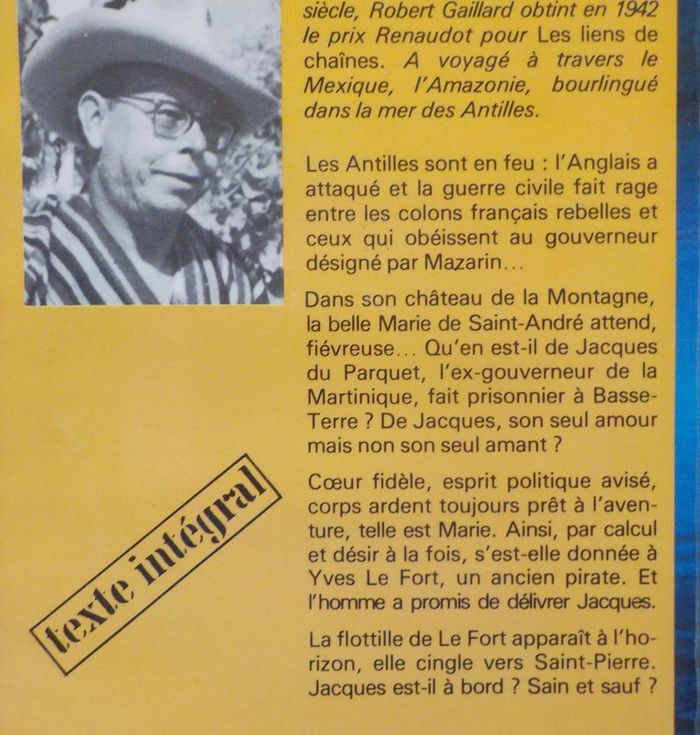 siècle, Robert Gaillard obtint en 1942
le prix Renaudot pour Les liens de
chaînes. A voyagé à travers le
Mexique, l'Amazonie, bourlingué
dans la mer des Antilles.
Les Antilles sont en feu : l'Anglais a
attaqué et la guerre civile fait rage
entre les colons français rebelles et
ceux qui obéissent au gouverneur
désigné par Mazarin...
Dans son château de la Montagne,
la belle Marie de Saint-André attend,
fiévreuse... Qu'en est-il de Jacques
du Parquet, l'ex-gouverneur de la
Martinique, fait prisonnier à Basse-
Terre ? De Jacques, son seul amour
mais non son seul amant ?
Cœur fidèle, esprit politique avisé,
corps ardent toujours prêt à l'aven-
ture, telle est Marie. Ainsi, par calcul
et désir à la fois, s'est-elle donnée à
Yves Le Fort, un ancien pirate. Et
l'homme a promis de délivrer Jacques.
La flottille de Le Fort apparaît à l'ho-
rizon, elle cingle vers Saint-Pierre.
Jacques est-il à bord ? Sain et sauf ?
texte intégral